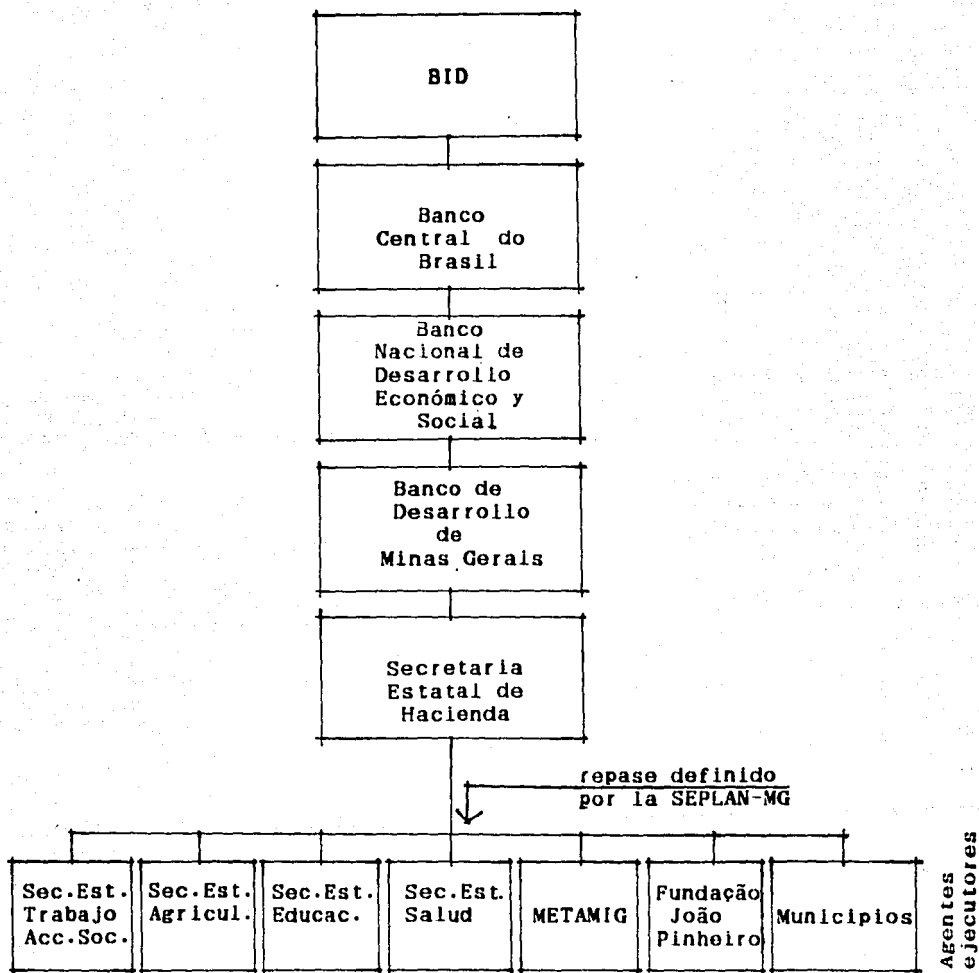 BID
Banco
Central do
Brasil
Banco
Nacional de
Desarrollo
Económico y
Social
Banco de
Desarrollo
de
Minas Gerais
Secretaria
Estatal de
Hacienda
repase definido
por la SEPLAN-MG
Sec.Est.
Trabajo
Acc.Soc.
Sec.Est.
Agricul.
Sec.Est.
Educac.
Sec.Est.
Salud
METAMIG
Fundação
João
Pinheiro
Municipios
Agentes
ejecutores